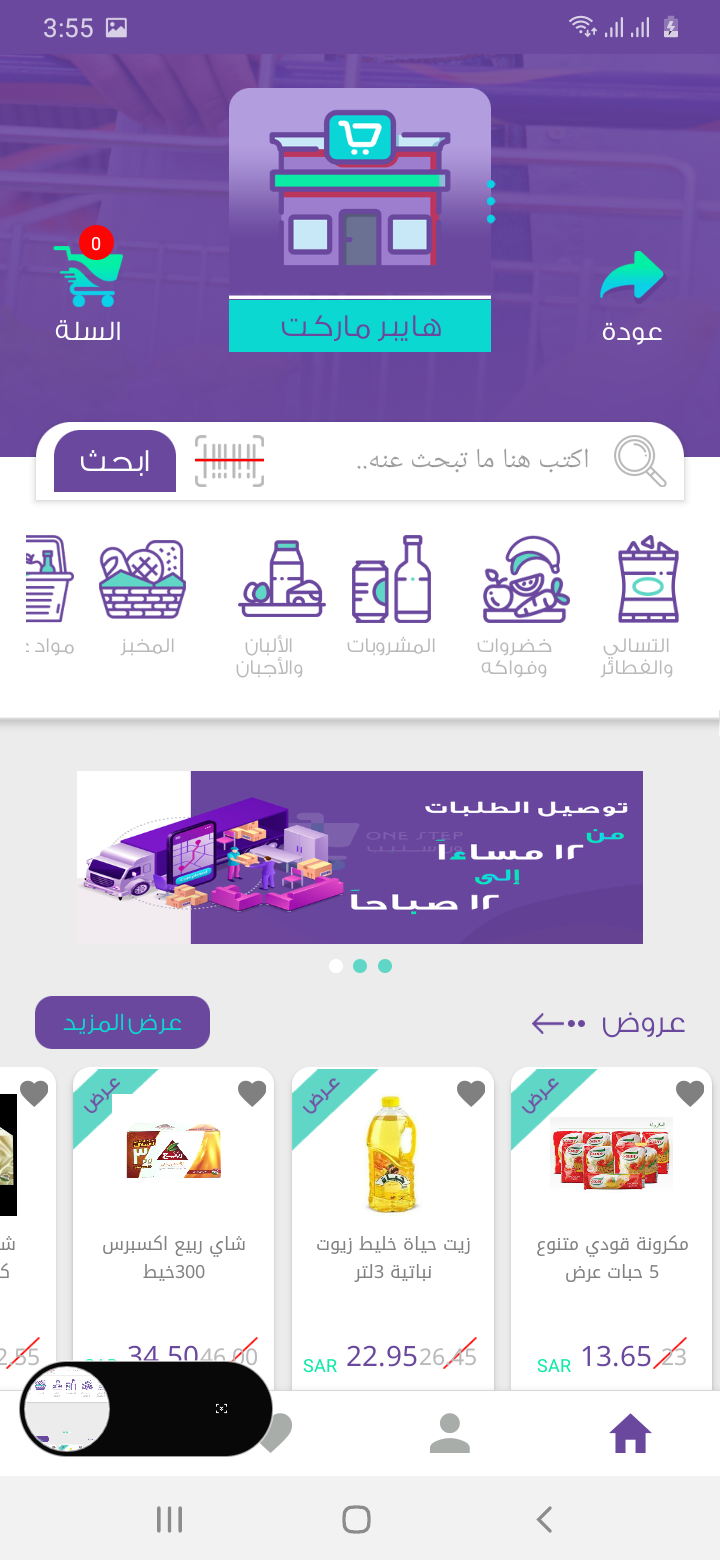 3:55
0
السلة
هايبر ماركت
عودة
اكتب هنا ما تبحث عنه..
ابحث
التسالي
والفطائر
خضروات
وفواكه
المشروبات
الألبان
والأجبان
المخبز
مواد
توصيل الطلبات
من
١٢ مساءاً
إلى
١٢ صباحاً
ONE STEP
عروض
عرض المزيد
عرض
مكرونة قودي متنوع
5 حبات عرض
13.65 23
SAR
عرض
زيت حياة خليط زيوت
نباتية 3لتر
22.95 26.45
SAR
عرض
شاي ربيع اكسبرس
300خيط
34.50 46.00